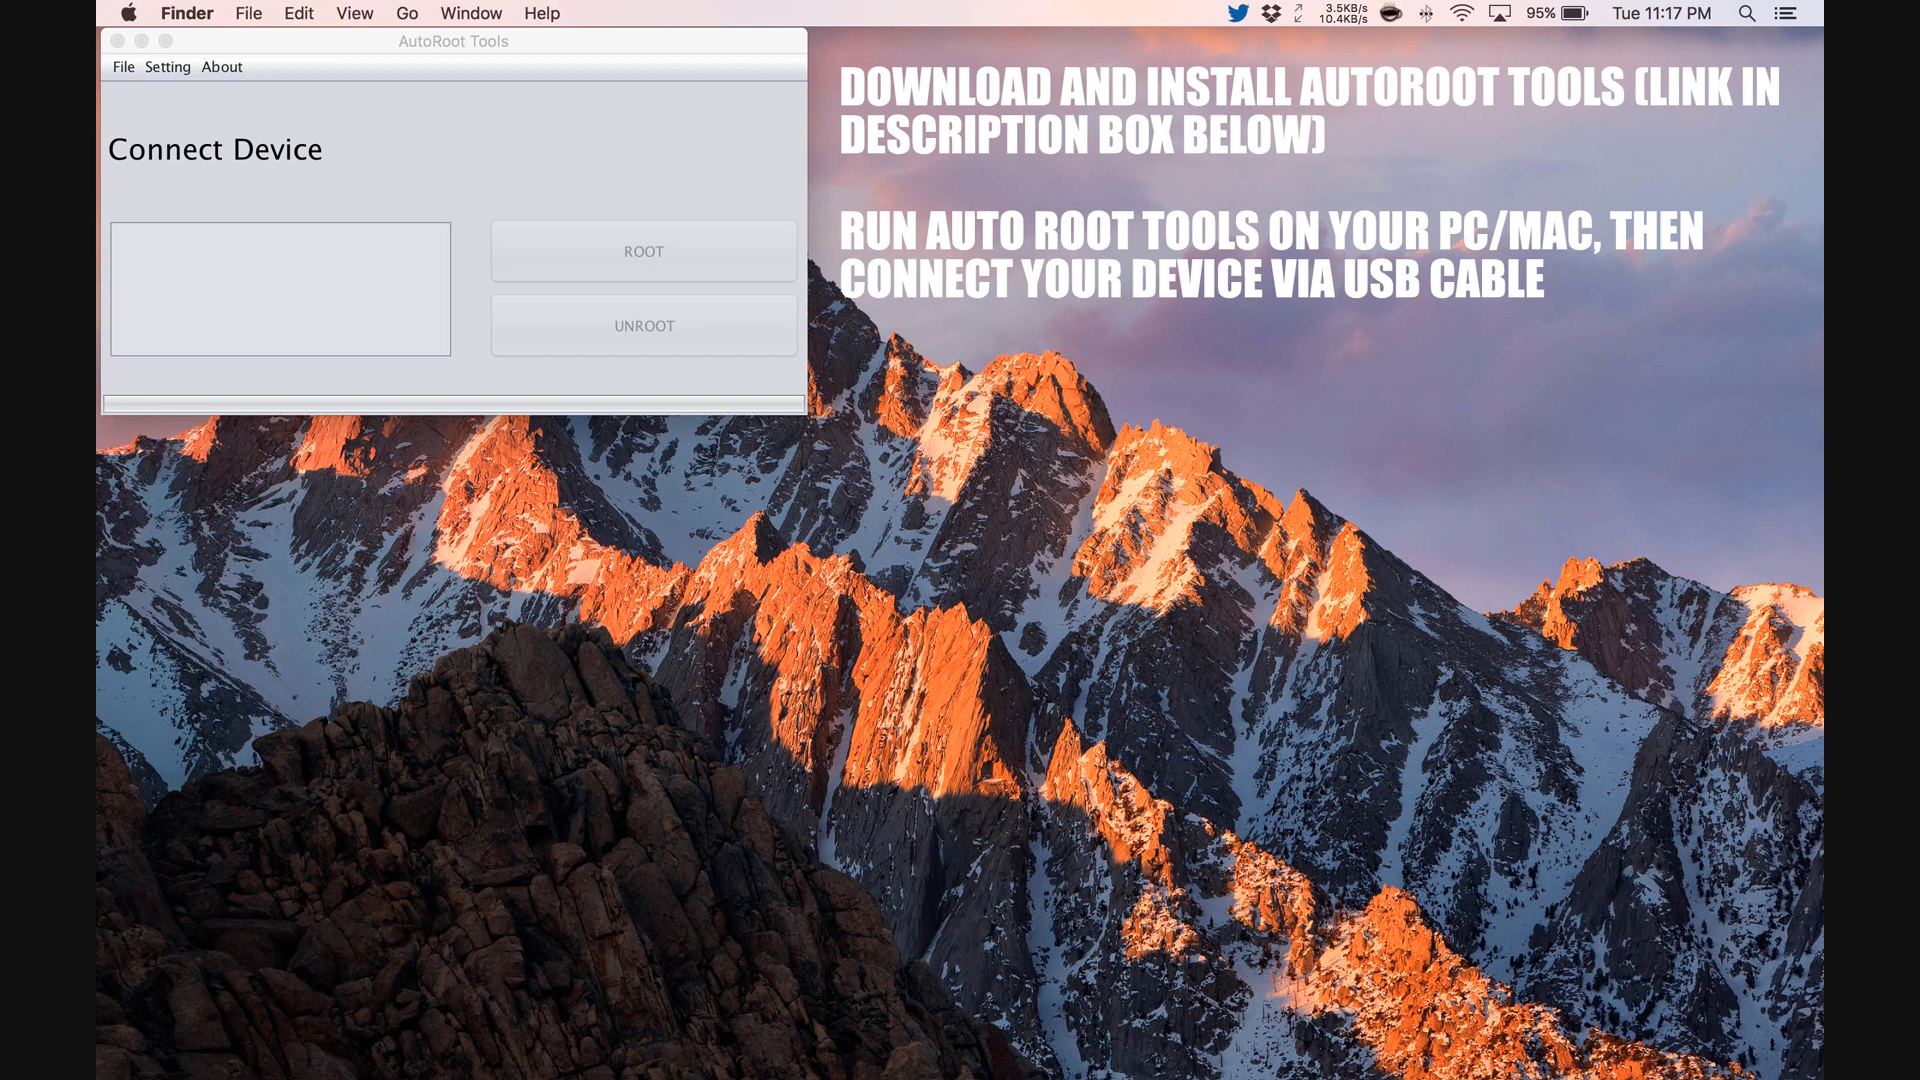 Finder File Edit View Go Window Help 3.5KB/s 10.4KB/s 95% Tue 11:17 PM
AutoRoot Tools
File Setting About
Connect Device
ROOT
UNROOT
DOWNLOAD AND INSTALL AUTOROOT TOOLS (LINK IN
DESCRIPTION BOX BELOW)
RUN AUTO ROOT TOOLS ON YOUR PC/MAC, THEN
CONNECT YOUR DEVICE VIA USB CABLE